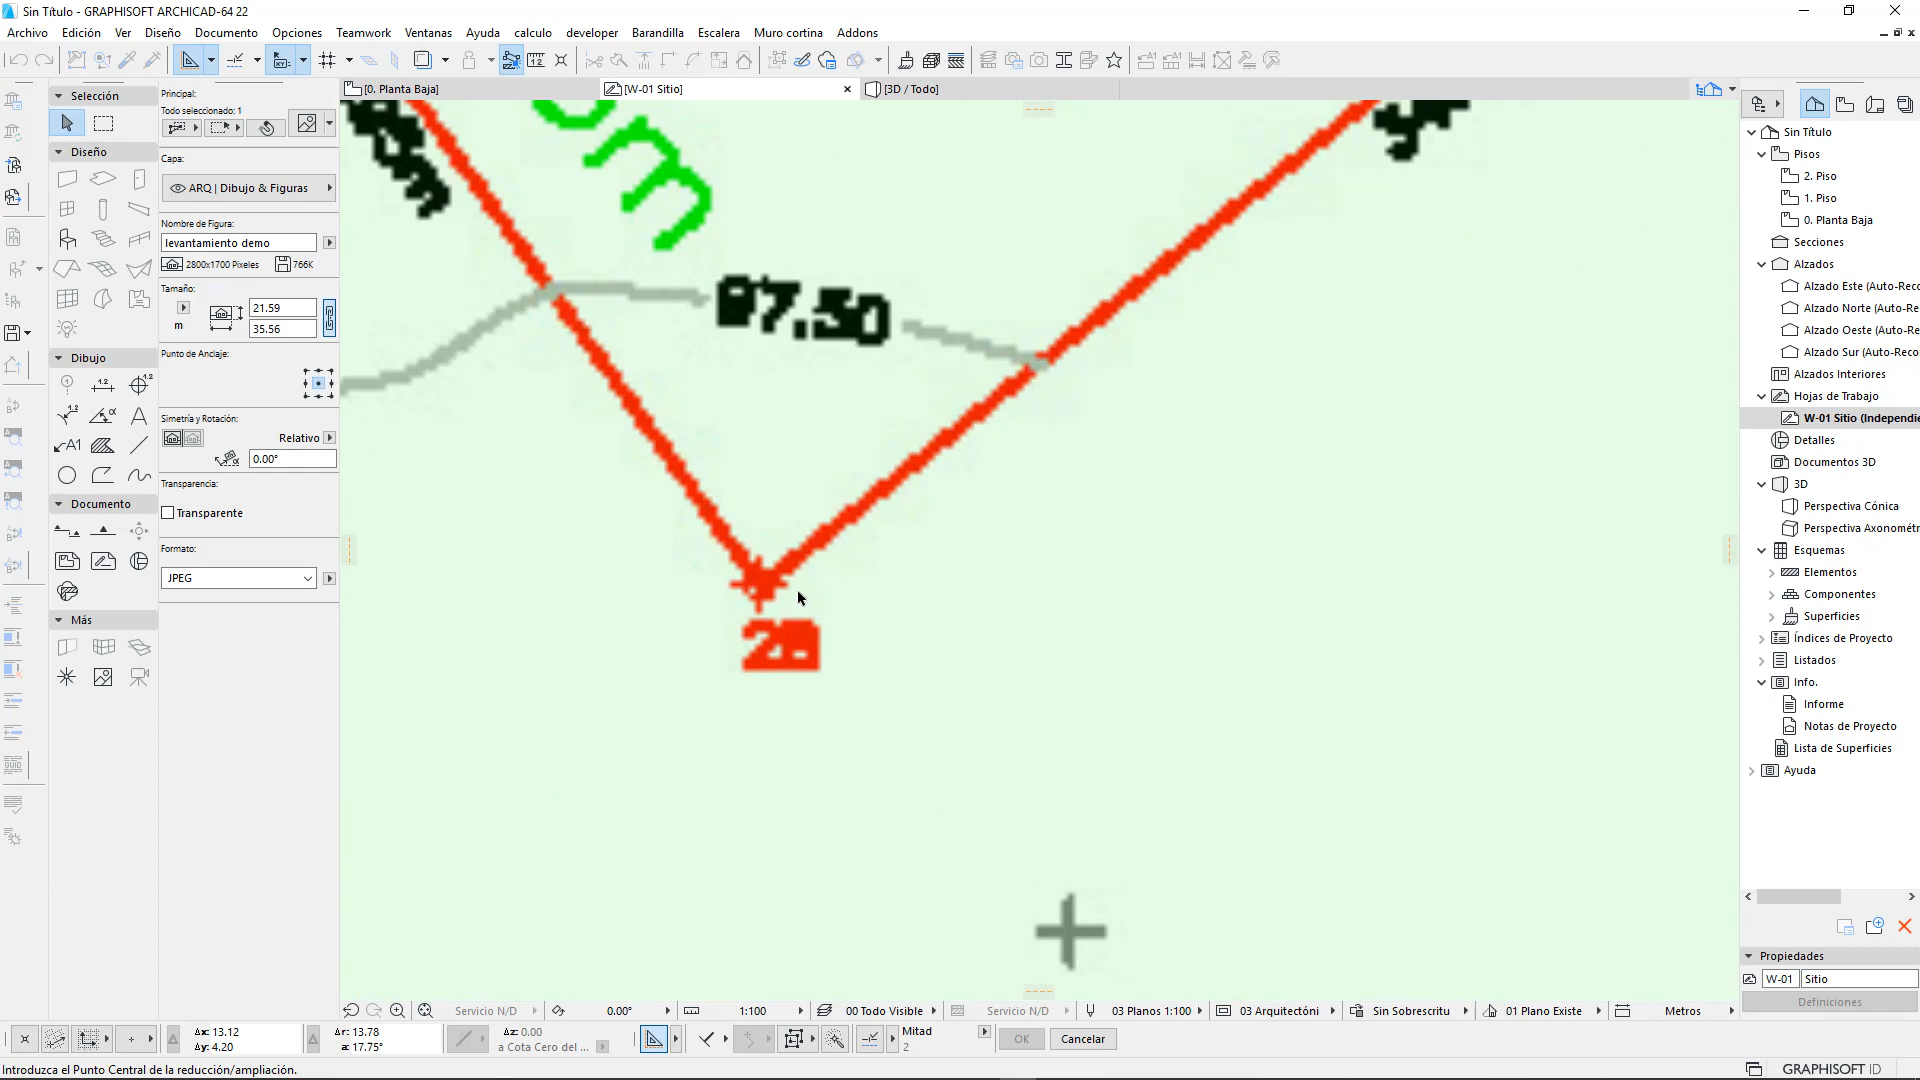 Sin Título - GRAPHISOFT ARCHICAD-64 22
Archivo Edición Ver Diseño Documento Opciones Teamwork Ventanas Ayuda calculo developer Barandilla Escalera Muro cortina Addons
Selección
Principal:
Todo seleccionado: 1
[0. Planta Baja]
[W-01 Sitio]
[3D / Todo]
Diseño
Capa:
ARQ | Dibujo & Figuras
Nombre de Figura:
levantamiento demo
2800x1700 Pixeles
766K
Tamaño:
m
21.59
35.56
Dibujo
Punto de Anclaje:
Simetría y Rotación:
Relativo
0.00°
Transparencia:
Transparente
Documento
Formato:
JPEG
Más
m
Sin Título
Pisos
2. Piso
1. Piso
0. Planta Baja
Secciones
Alzados
Alzado Este (Auto-Reco
Alzado Norte (Auto-Re
Alzado Oeste (Auto-Re
Alzado Sur (Auto-Reco
Alzados Interiores
Hojas de Trabajo
W-01 Sitio (Independie
Detalles
Documentos 3D
3D
Perspectiva Cónica
Perspectiva Axonométr
Esquemas
Elementos
Componentes
Superficies
Índices de Proyecto
Listados
Info.
Informe
Notas de Proyecto
Lista de Superficies
Ayuda
Propiedades
W-01 Sitio
Definiciones
Servicio N/D 0.00° 1:100 00 Todo Visible Servicio N/D 03 Planos 1:100 03 Arquitectóni Sin Sobrescritu 01 Plano Existe Metros
Δx: 13.12
Δy: 4.20
Δr: 13.78
a: 17.75°
Δz: 0.00
a Cota Cero del ...
Mitad
2
OK
Cancelar
Introduzca el Punto Central de la reducción/ampliación.
GRAPHISOFT ID